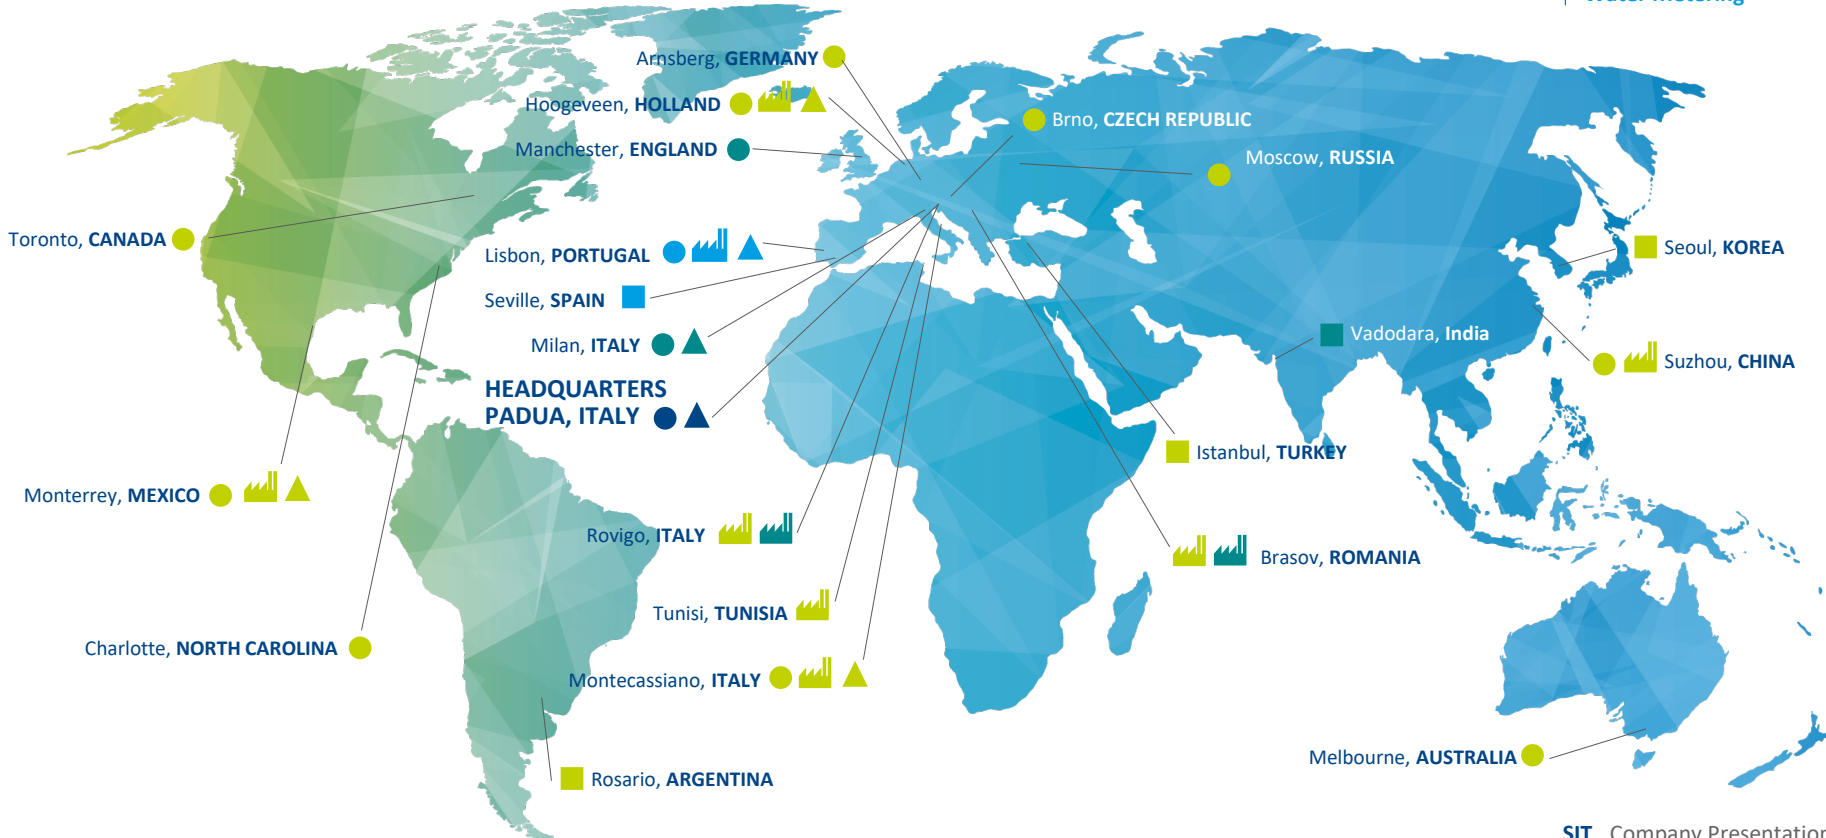 Water metering
Arnsberg, GERMANY
Hoogeveen, HOLLAND
Brno, CZECH REPUBLIC
Manchester, ENGLAND
Moscow, RUSSIA
Toronto, CANADA
Lisbon, PORTUGAL
Seoul, KOREA
Seville, SPAIN
Milan, ITALY
Vadodara, India
Suzhou, CHINA
HEADQUARTERS
PADUA, ITALY
Istanbul, TURKEY
Monterrey, MEXICO
Rovigo, ITALY
Brasov, ROMANIA
Tunisi, TUNISIA
Charlotte, NORTH CAROLINA
Montecassiano, ITALY
Melbourne, AUSTRALIA
Rosario, ARGENTINA
SIT Company Presentation